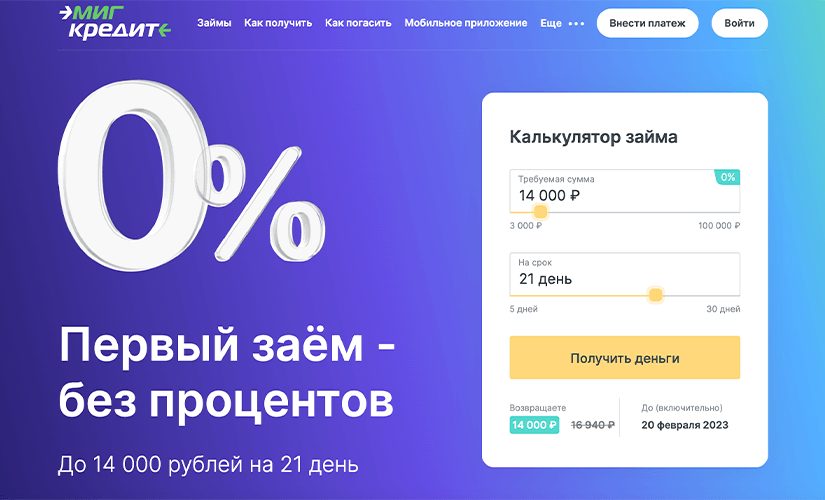 МИГ
кредит
Займы Как получить Как погасить Мобильное приложение Еще ••• Внести платеж Войти
0%
Первый заём -
без процентов
До 14 000 рублей на 21 день
Калькулятор займа
Требуемая сумма 0%
14 000 ₽
3 000 ₽ 100 000 ₽
На срок
21 день
5 дней 30 дней
Получить деньги
Возвращаете До (включительно)
14 000 ₽ 16 940 ₽ 20 февраля 2023